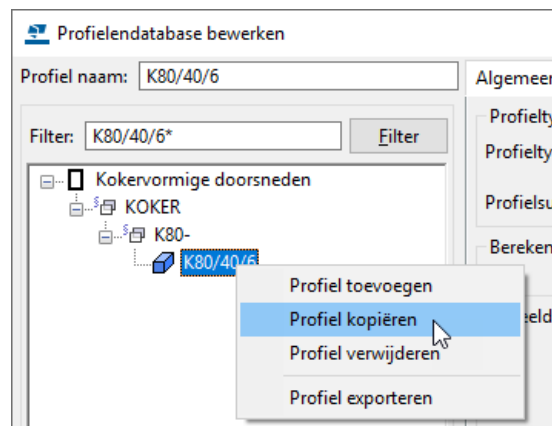 Profielendatabase bewerken
Profiel naam: K80/40/6
Algemeen
Filter: K80/40/6* Filter
Profielty
Profielty
Profielsu
Bereken
eeld
Kokervormige doorsneden
KOKER
K80-
K80/40/6
Profiel toevoegen
Profiel kopiëren
Profiel verwijderen
Profiel exporteren